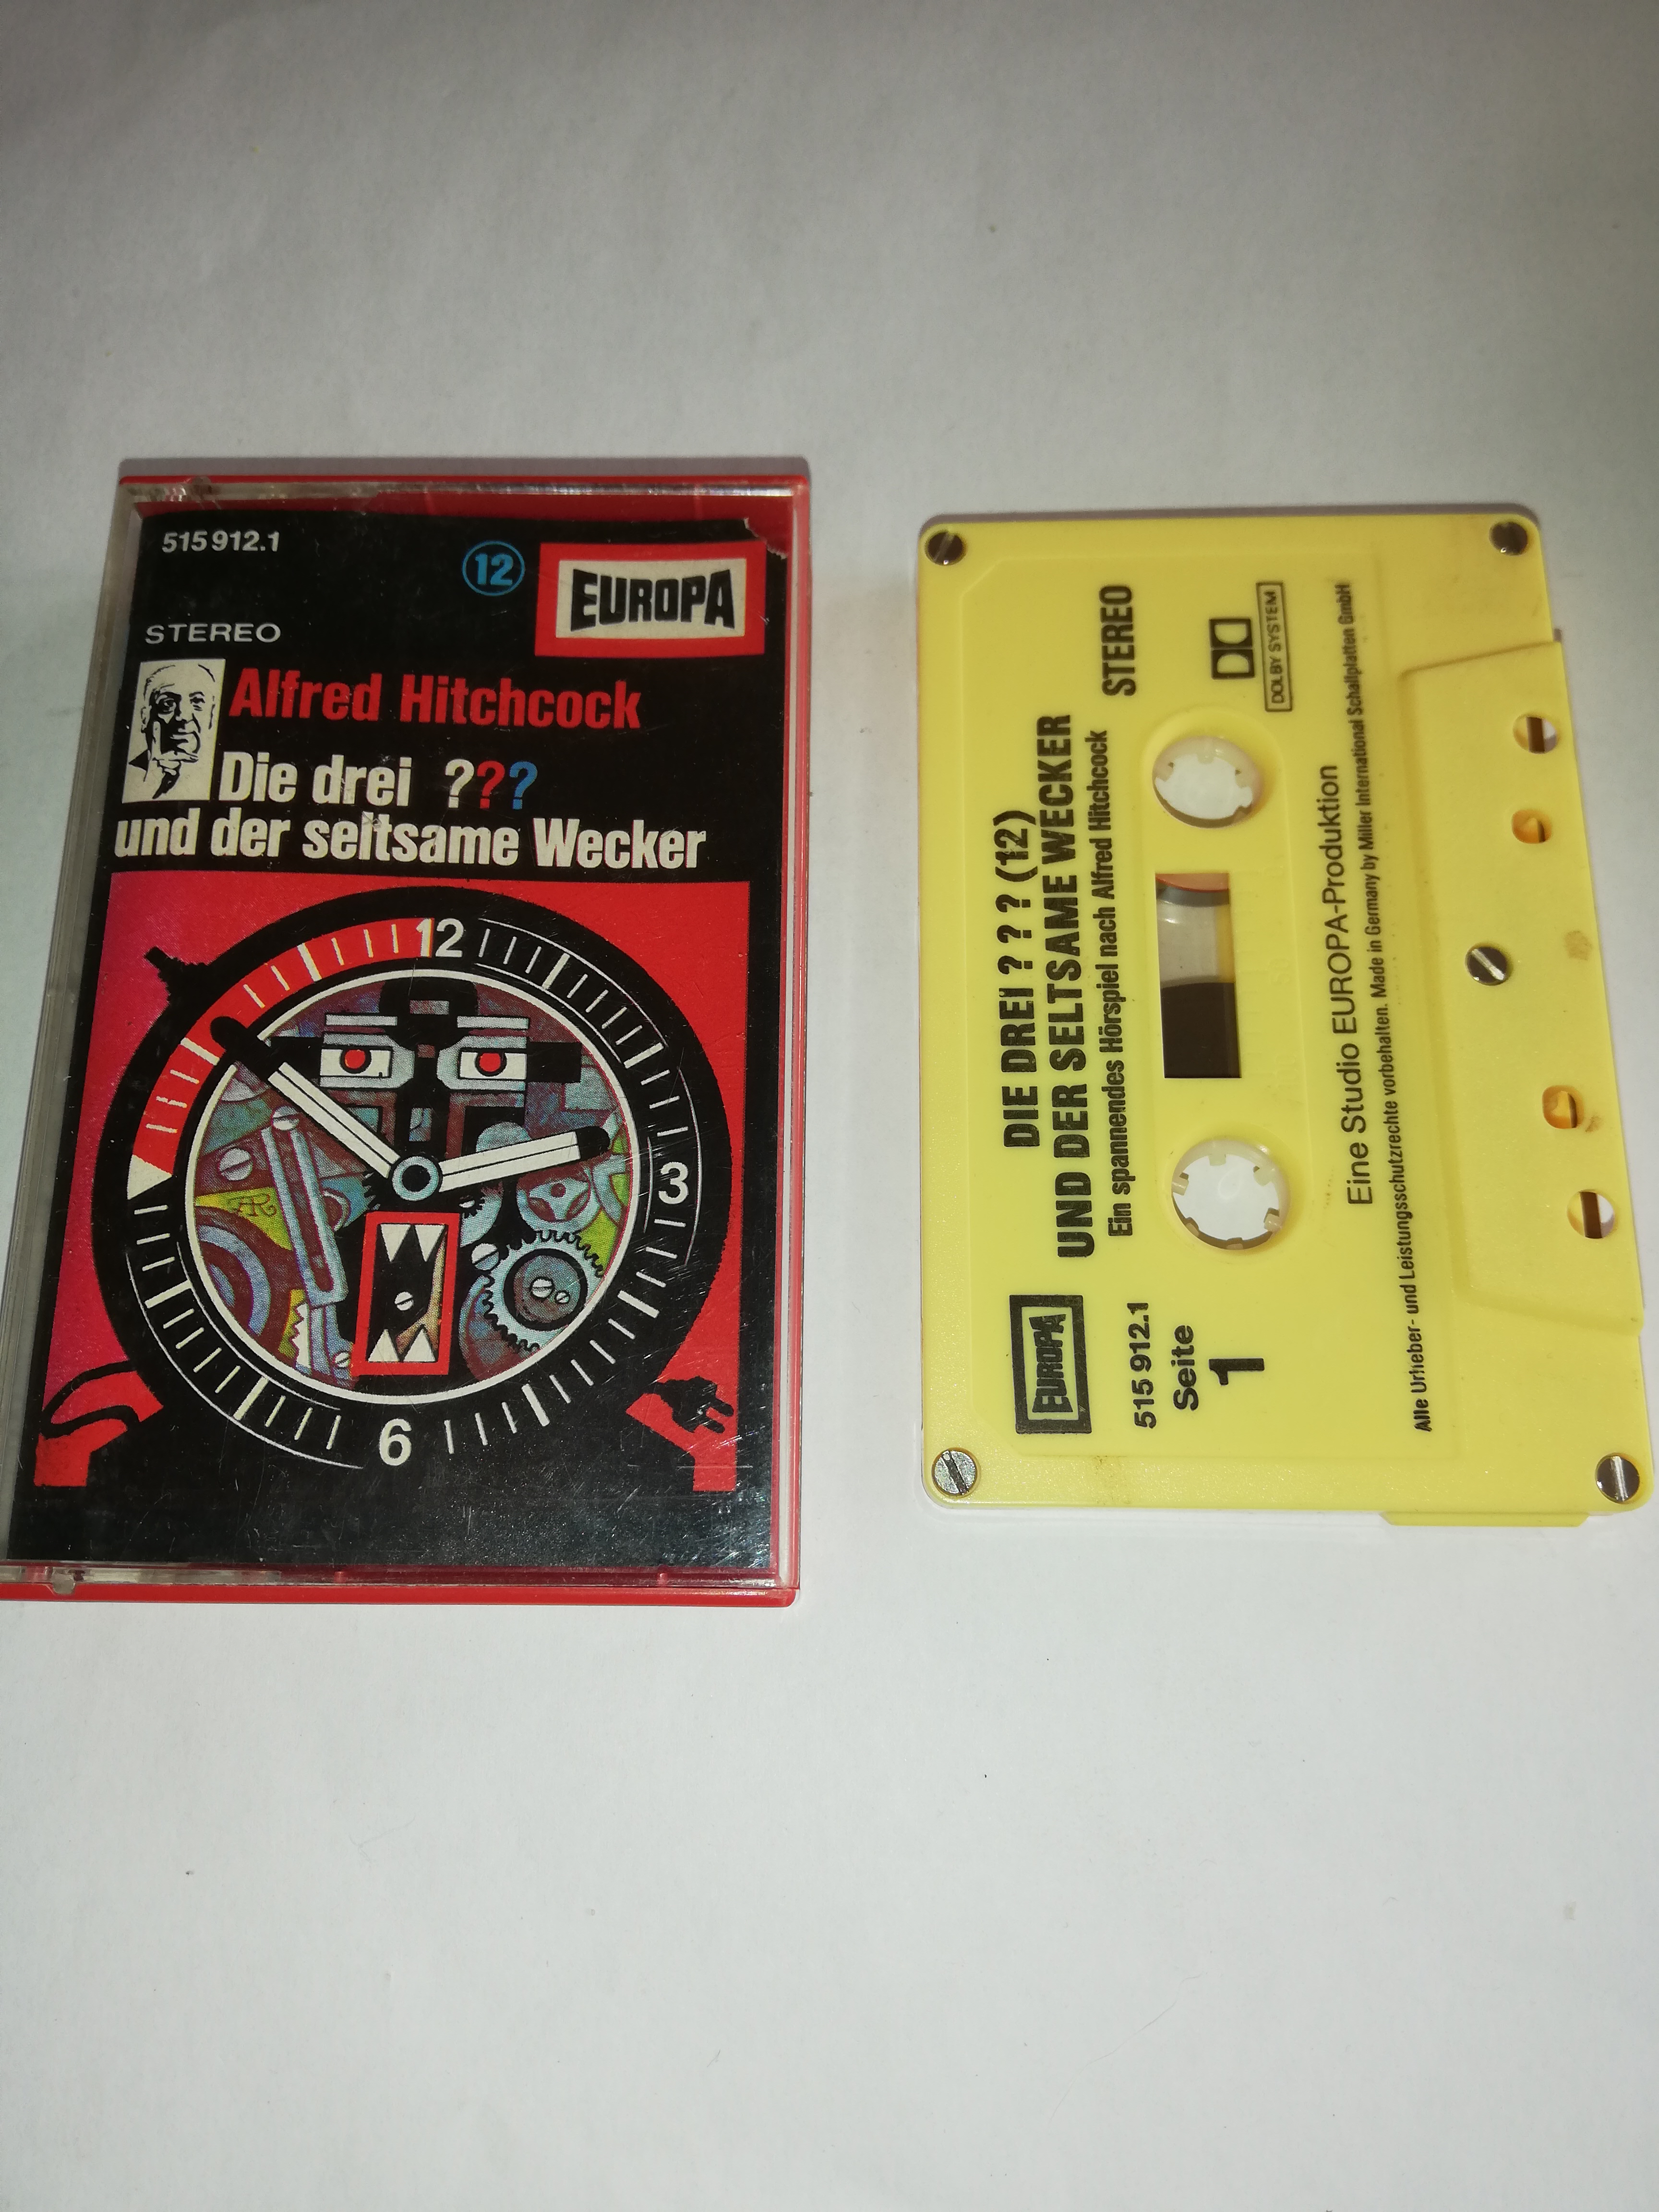 515 912.1
12
EUROPA
STEREO
Alfred Hitchcock
Die drei ???
und der seltsame Wecker
12
3
6
AR
DIE DREI ? ? ? (12)
UND DER SELTSAME WECKER
Ein spannendes Hörspiel nach Alfred Hitchcock
STEREO
EUROPA
515 912.1
Seite
1
DOLBY SYSTEM
Eine Studio EUROPA-Produktion
Alle Urheber- und Leistungsschutzrechte vorbehalten. Made in Germany by Miller International Schallplatten GmbH